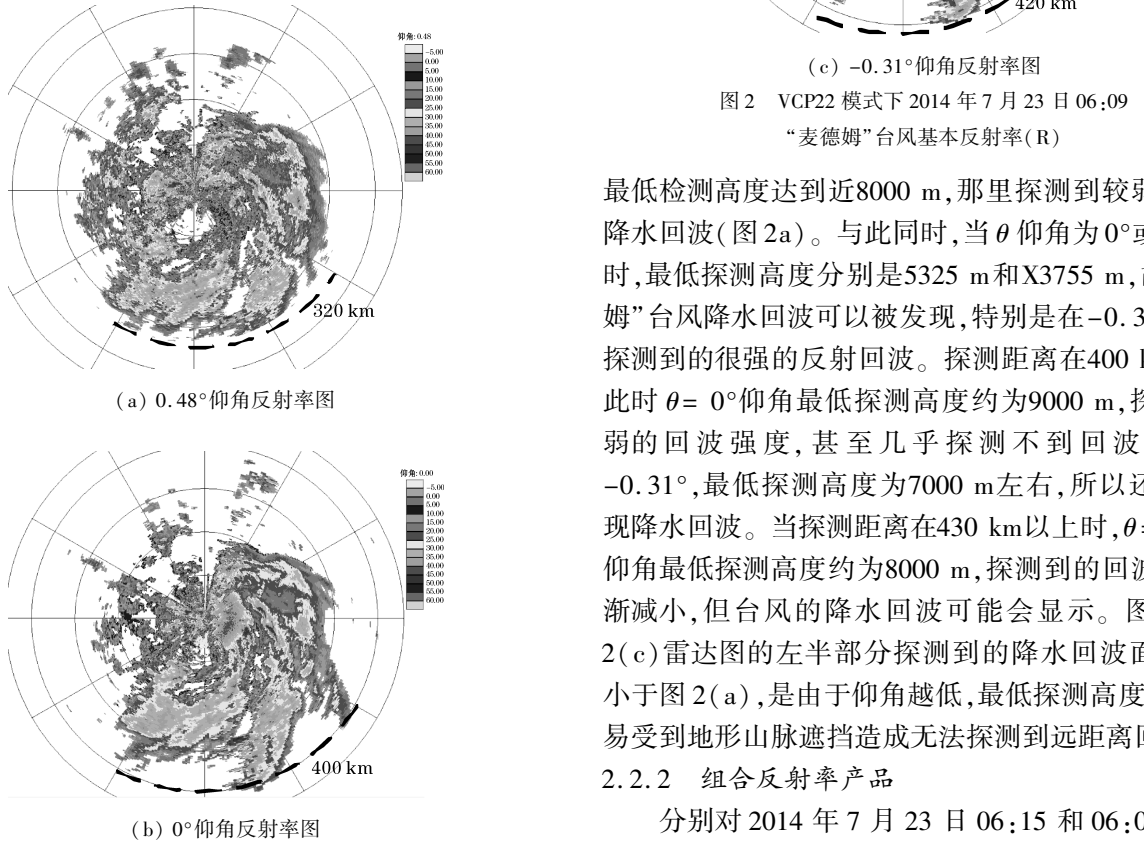 仰角:0.48
-5.00
0.00
5.00
10.00
15.00
20.00
25.00
30.00
35.00
40.00
45.00
50.00
55.00
60.00
320 km
(a) 0.48°仰角反射率图
仰角:0.00
-5.00
0.00
5.00
10.00
15.00
20.00
25.00
30.00
35.00
40.00
45.00
50.00
55.00
60.00
400 km
(b) 0°仰角反射率图
420 km
(c) -0.31°仰角反射率图
图 2 VCP22 模式下 2014 年 7 月 23 日 06:09
“麦德姆”台风基本反射率(R)
最低检测高度达到近8000 m,那里探测到较弱
降水回波(图 2a)。与此同时,当 θ 仰角为 0°或
时,最低探测高度分别是5325 m和X3755 m,
姆”台风降水回波可以被发现,特别是在-0.3
探测到的很强的反射回波。探测距离在400
此时 θ= 0°仰角最低探测高度约为9000 m,探
弱的回波强度,甚至几乎探测不到回波
-0.31°,最低探测高度为7000 m左右,所以还
现降水回波。当探测距离在430 km以上时,θ=
仰角最低探测高度约为8000 m,探测到的回波
渐减小,但台风的降水回波可能会显示。图
2(c)雷达图的左半部分探测到的降水回波面
小于图 2(a),是由于仰角越低,最低探测高度
易受到地形山脉遮挡造成无法探测到远距离回
2.2.2 组合反射率产品
分别对 2014 年 7 月 23 日 06:15 和 06:0